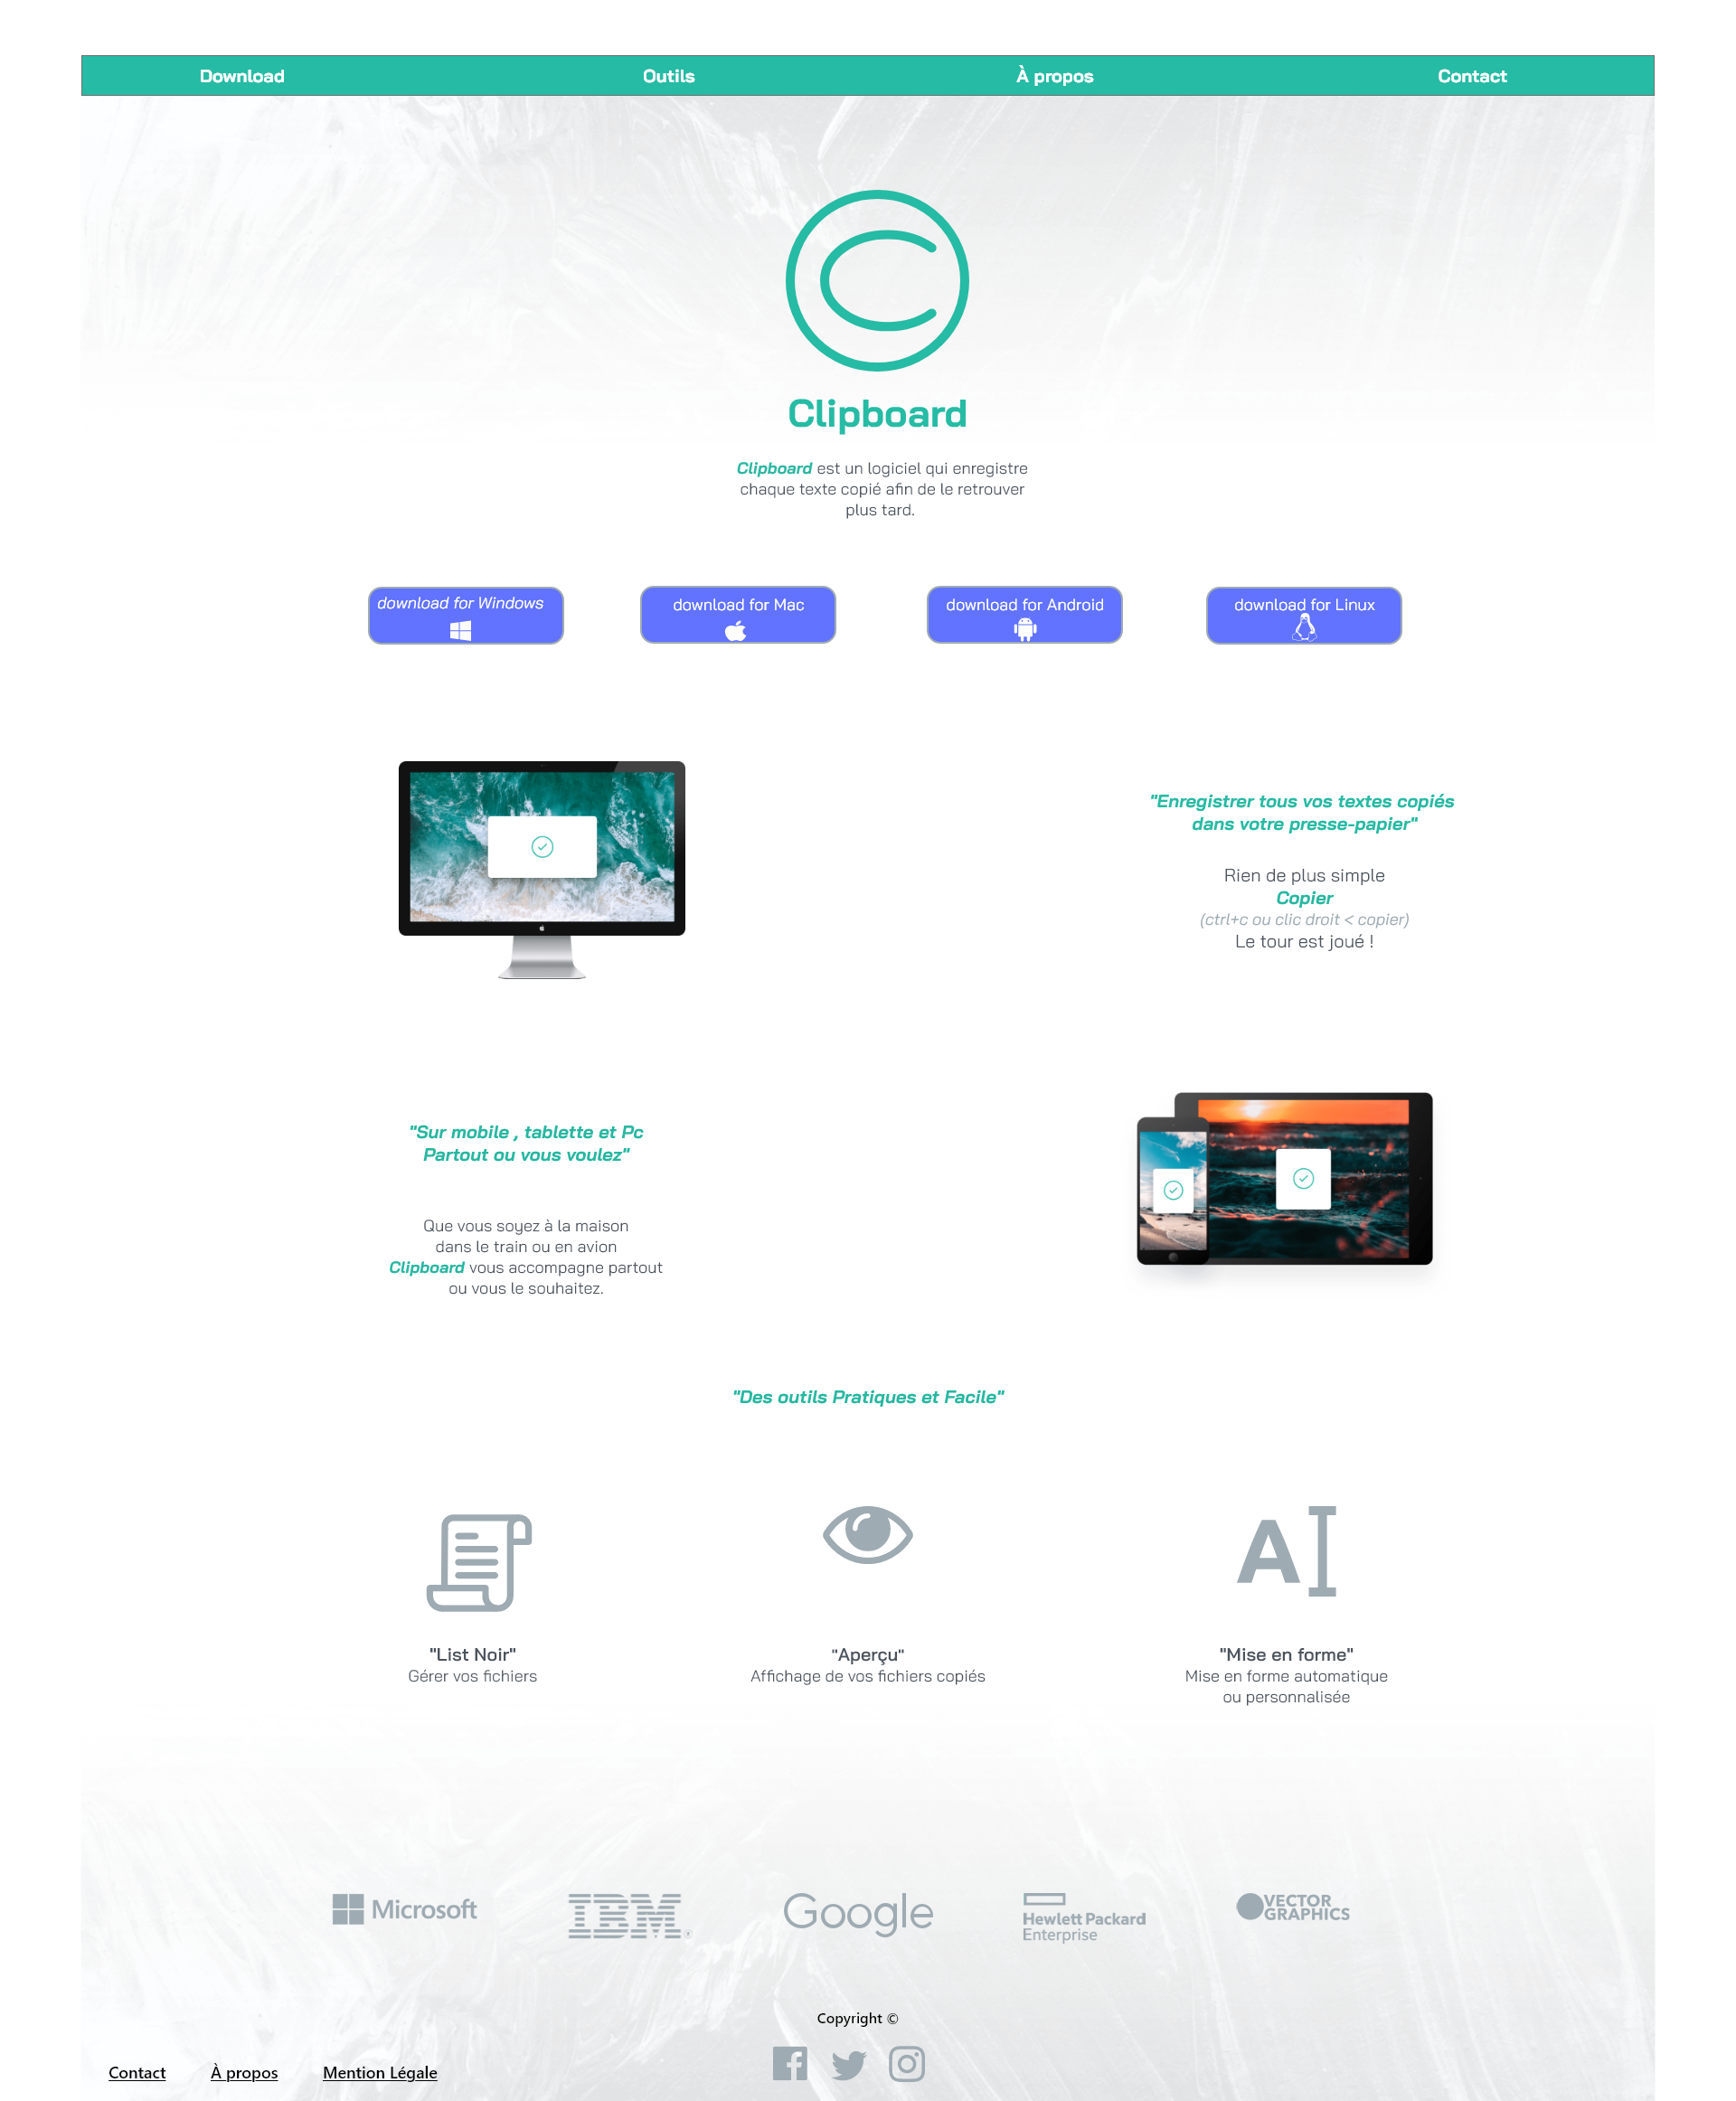 Download
Outils
À propos
Contact
Clipboard
Clipboard est un logiciel qui enregistre
chaque texte copié afin de le retrouver
plus tard.
download for Windows
download for Mac
download for Android
download for Linux
"Enregistrer tous vos textes copiés
dans votre presse-papier"
Rien de plus simple
Copier
(ctrl+c ou clic droit < copier)
Le tour est joué !
"Sur mobile , tablette et Pc
Partout ou vous voulez"
Que vous soyez à la maison
dans le train ou en avion
Clipboard vous accompagne partout
ou vous le souhaitez.
"Des outils Pratiques et Facile"
A
"List Noir"
Gérer vos fichiers
"Aperçu"
Affichage de vos fichiers copiés
"Mise en forme"
Mise en forme automatique
ou personnalisée
Microsoft
IBM
Google
Hewlett Packard
Enterprise
VECTOR
GRAPHICS
Copyright ©
Contact
À propos
Mention Légale